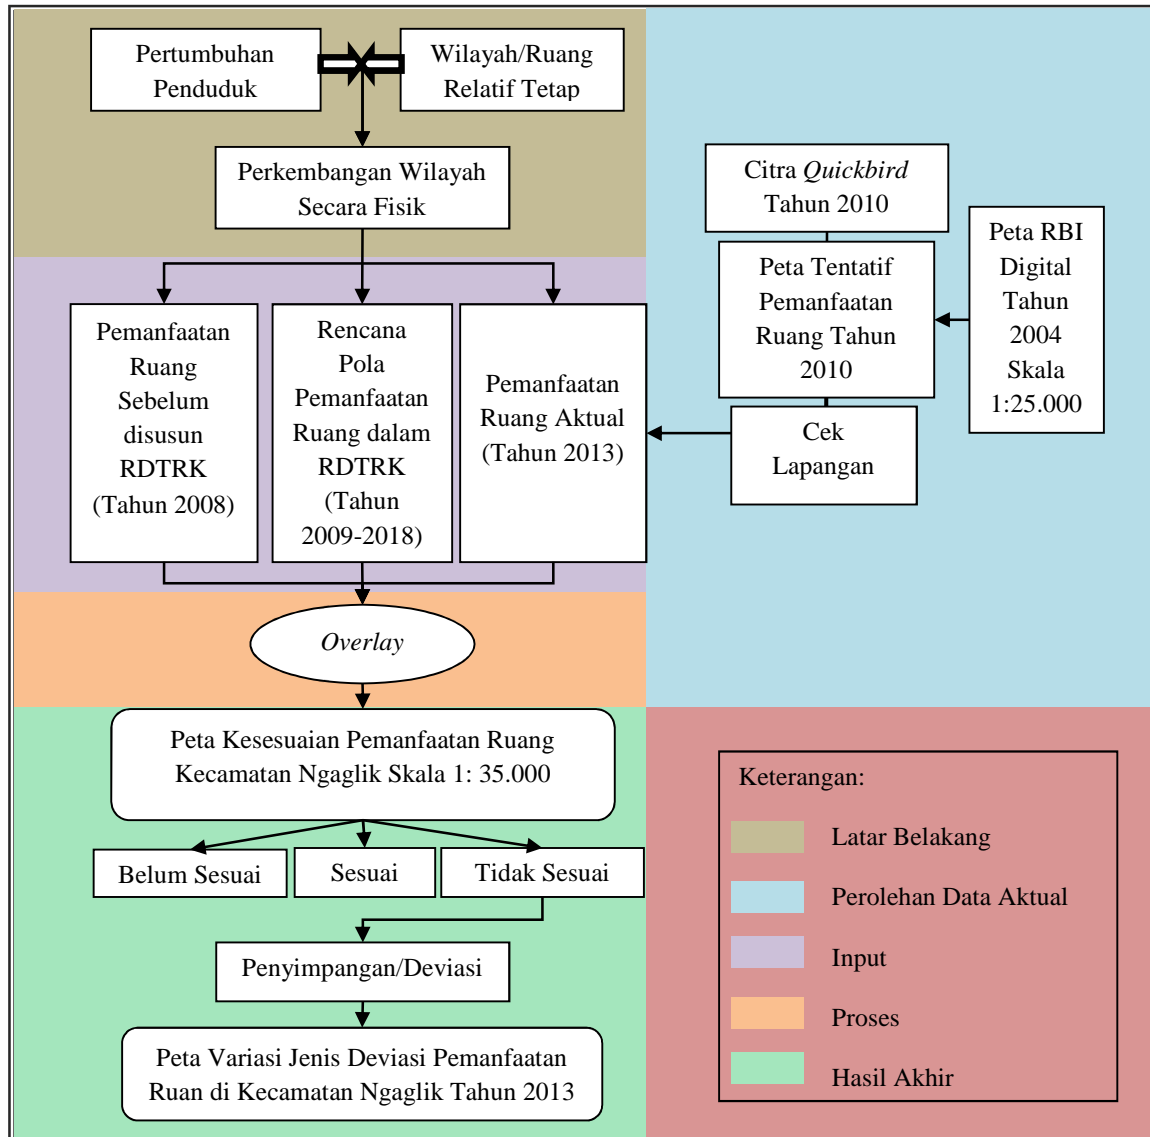 Pertumbuhan
Penduduk
Wilayah/Ruang
Relatif Tetap
Perkembangan Wilayah
Secara Fisik
Citra Quickbird
Tahun 2010
Peta Tentatif
Pemanfaatan
Ruang Tahun
2010
Peta RBI
Digital
Tahun
2004
Skala
1:25.000
Cek
Lapangan
Pemanfaatan
Ruang
Sebelum
disusun
RDTRK
(Tahun 2008)
Rencana
Pola
Pemanfaatan
Ruang dalam
RDTRK
(Tahun
2009-2018)
Pemanfaatan
Ruang Aktual
(Tahun 2013)
Overlay
Peta Kesesuaian Pemanfaatan Ruang
Kecamatan Ngaglik Skala 1: 35.000
Belum Sesuai
Sesuai
Tidak Sesuai
Penyimpangan/Deviasi
Peta Variasi Jenis Deviasi Pemanfaatan
Ruan di Kecamatan Ngaglik Tahun 2013
Keterangan:
Latar Belakang
Perolehan Data Aktual
Input
Proses
Hasil Akhir